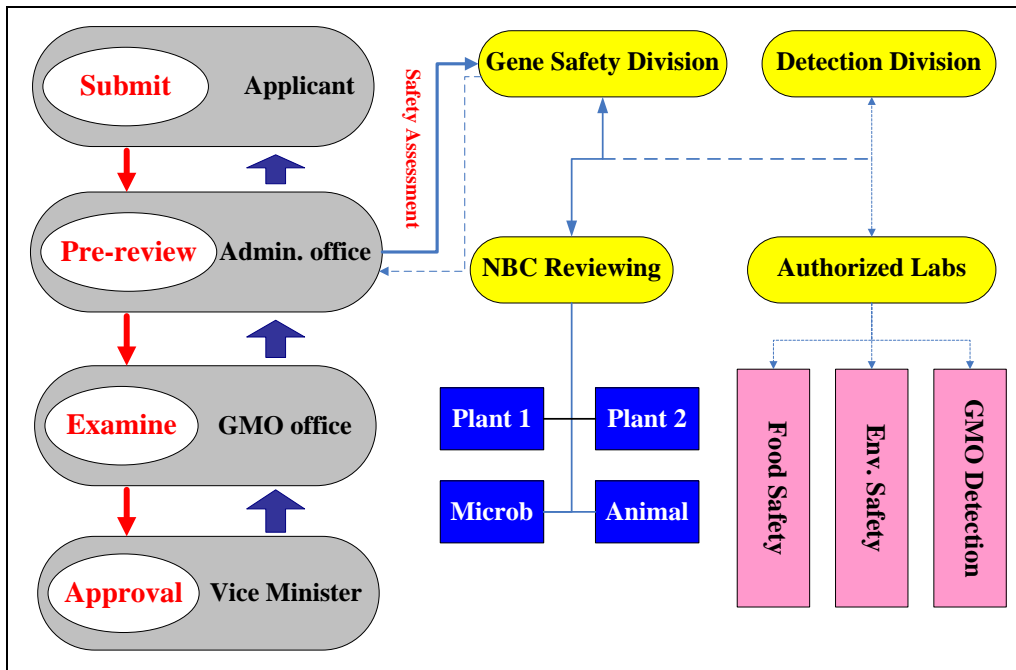 Submit
Applicant
Pre-review
Admin. office
Examine
GMO office
Approval
Vice Minister
Safety Assessment
Gene Safety Division
Detection Division
NBC Reviewing
Authorized Labs
Plant 1
Plant 2
Microb
Animal
Food Safety
Env. Safety
GMO Detection